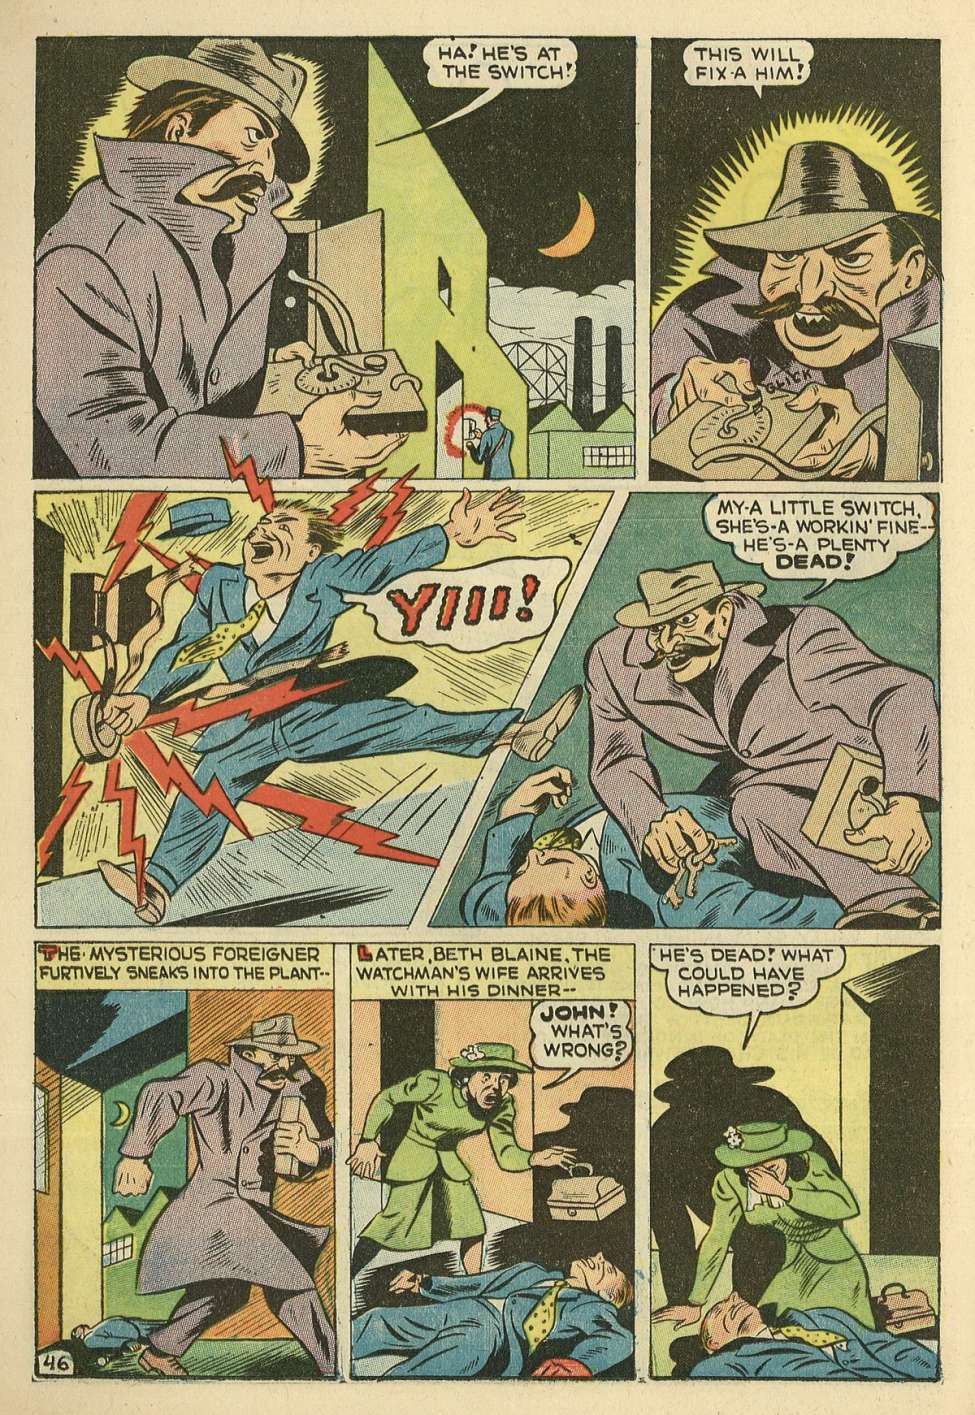 HA! HE'S AT
THE SWITCH!
THIS WILL
FIX-A HIM!
CLICK
YIIII!
MY-A LITTLE SWITCH,
SHE'S-A WORKIN' FINE--
HE'S-A PLENTY
DEAD!
THE MYSTERIOUS FOREIGNER
FURTIVELY SNEAKS INTO THE PLANT--
LATER, BETH BLAINE, THE
WATCHMAN'S WIFE ARRIVES
WITH HIS DINNER--
JOHN!
WHAT'S
WRONG?
HE'S DEAD! WHAT
COULD HAVE
HAPPENED?
46